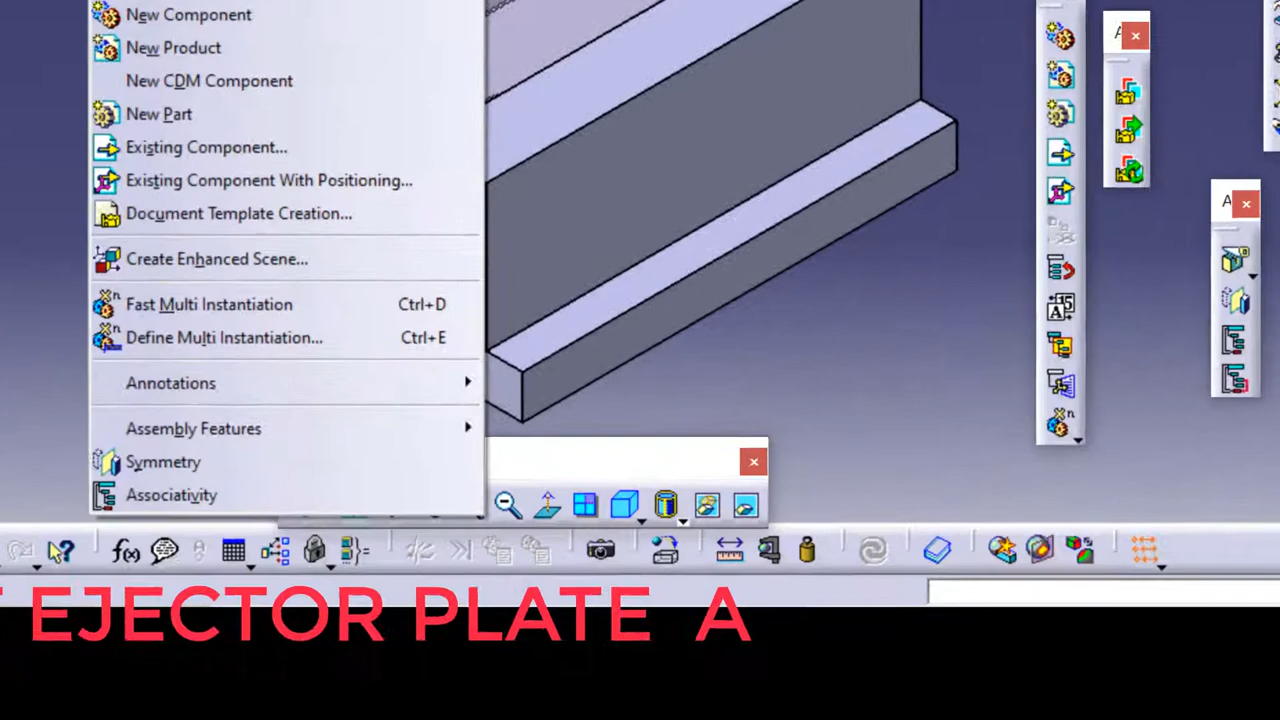 New Component
New Product
New CDM Component
New Part
Existing Component...
Existing Component With Positioning...
Document Template Creation...
Create Enhanced Scene...
Fast Multi Instantiation Ctrl+D
Define Multi Instantiation... Ctrl+E
Annotations
Assembly Features
Symmetry
Associativity
EJECTOR PLATE A